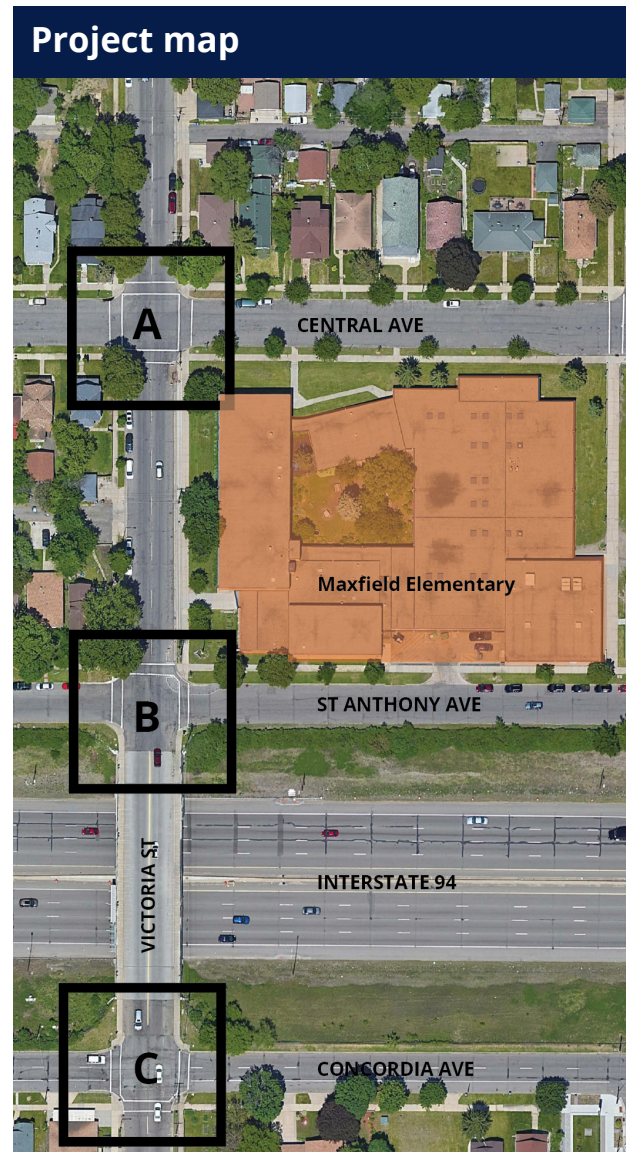 Project map
A
CENTRAL AVE
Maxfield Elementary
B
ST ANTHONY AVE
VICTORIA ST
INTERSTATE 94
C
CONCORDIA AVE